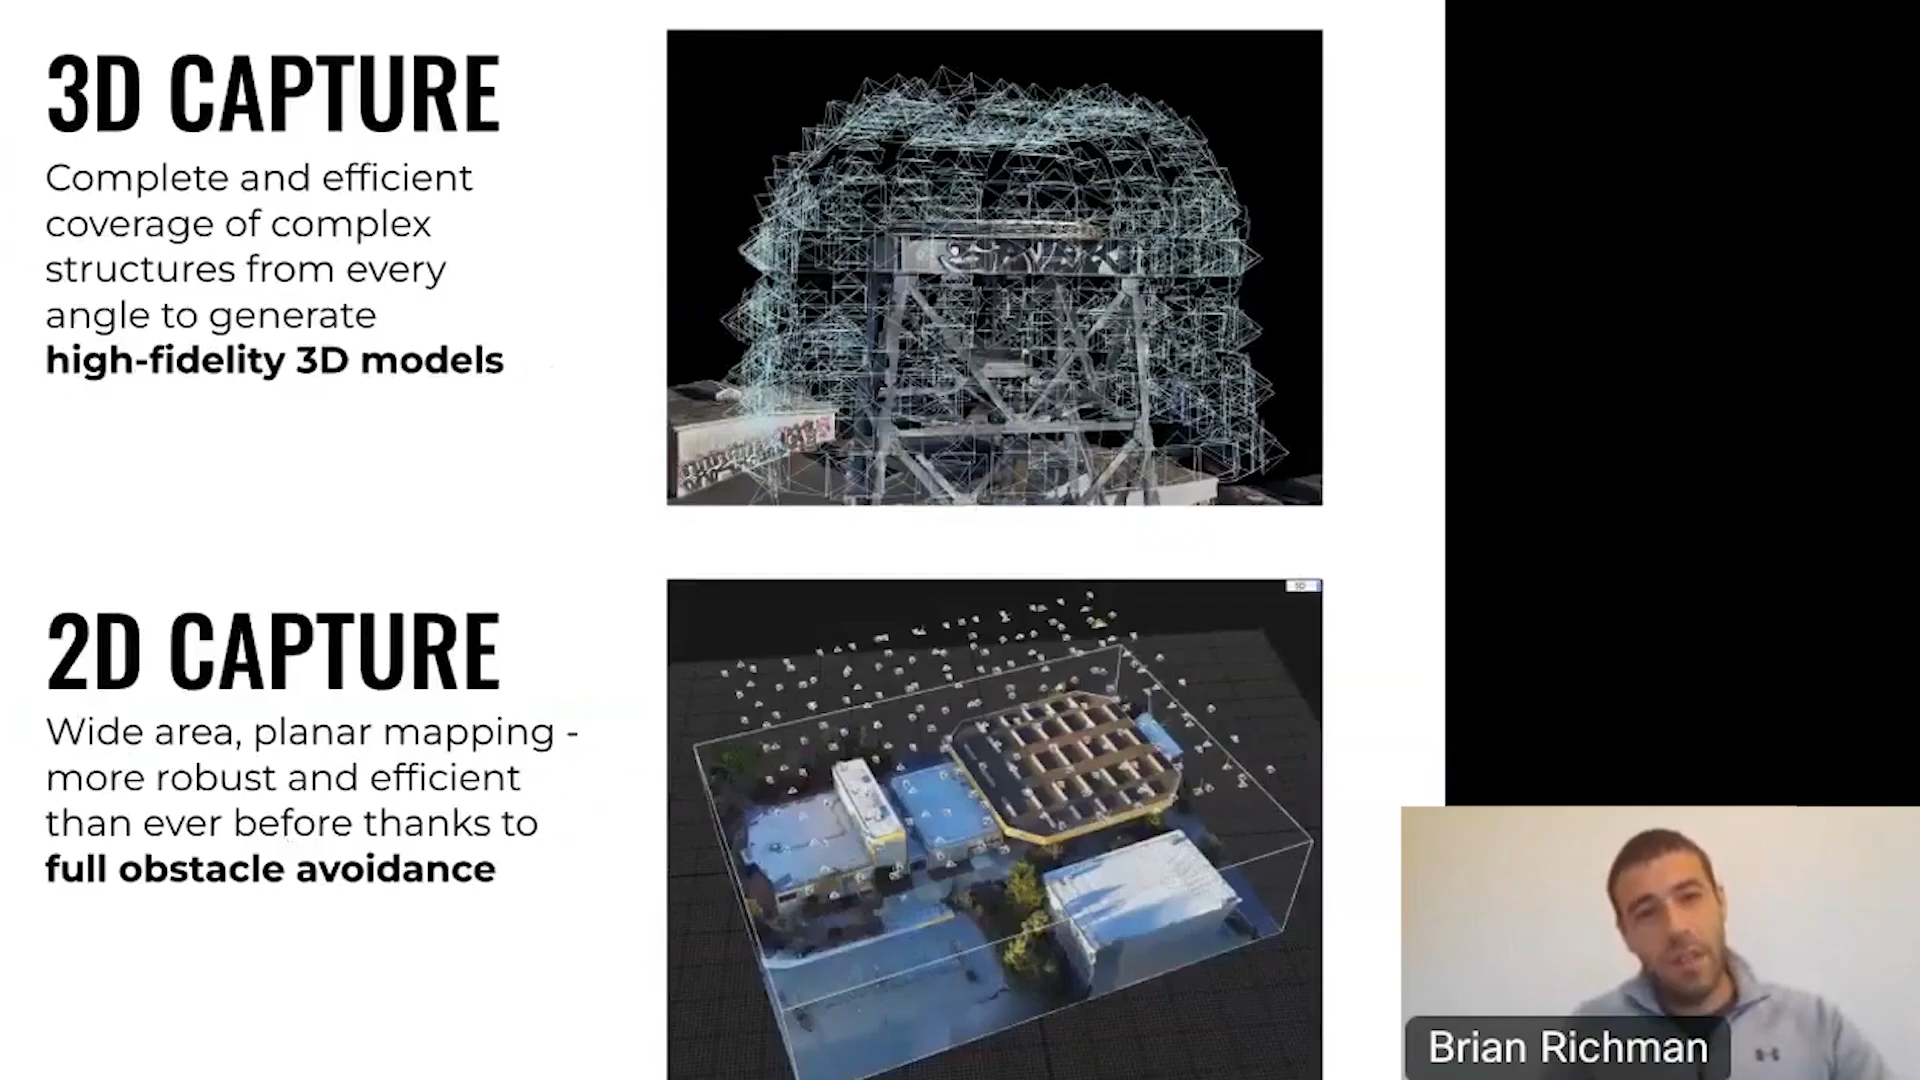 3D CAPTURE
Complete and efficient
coverage of complex
structures from every
angle to generate
high-fidelity 3D models
2D CAPTURE
Wide area, planar mapping -
more robust and efficient
than ever before thanks to
full obstacle avoidance
Brian Richman